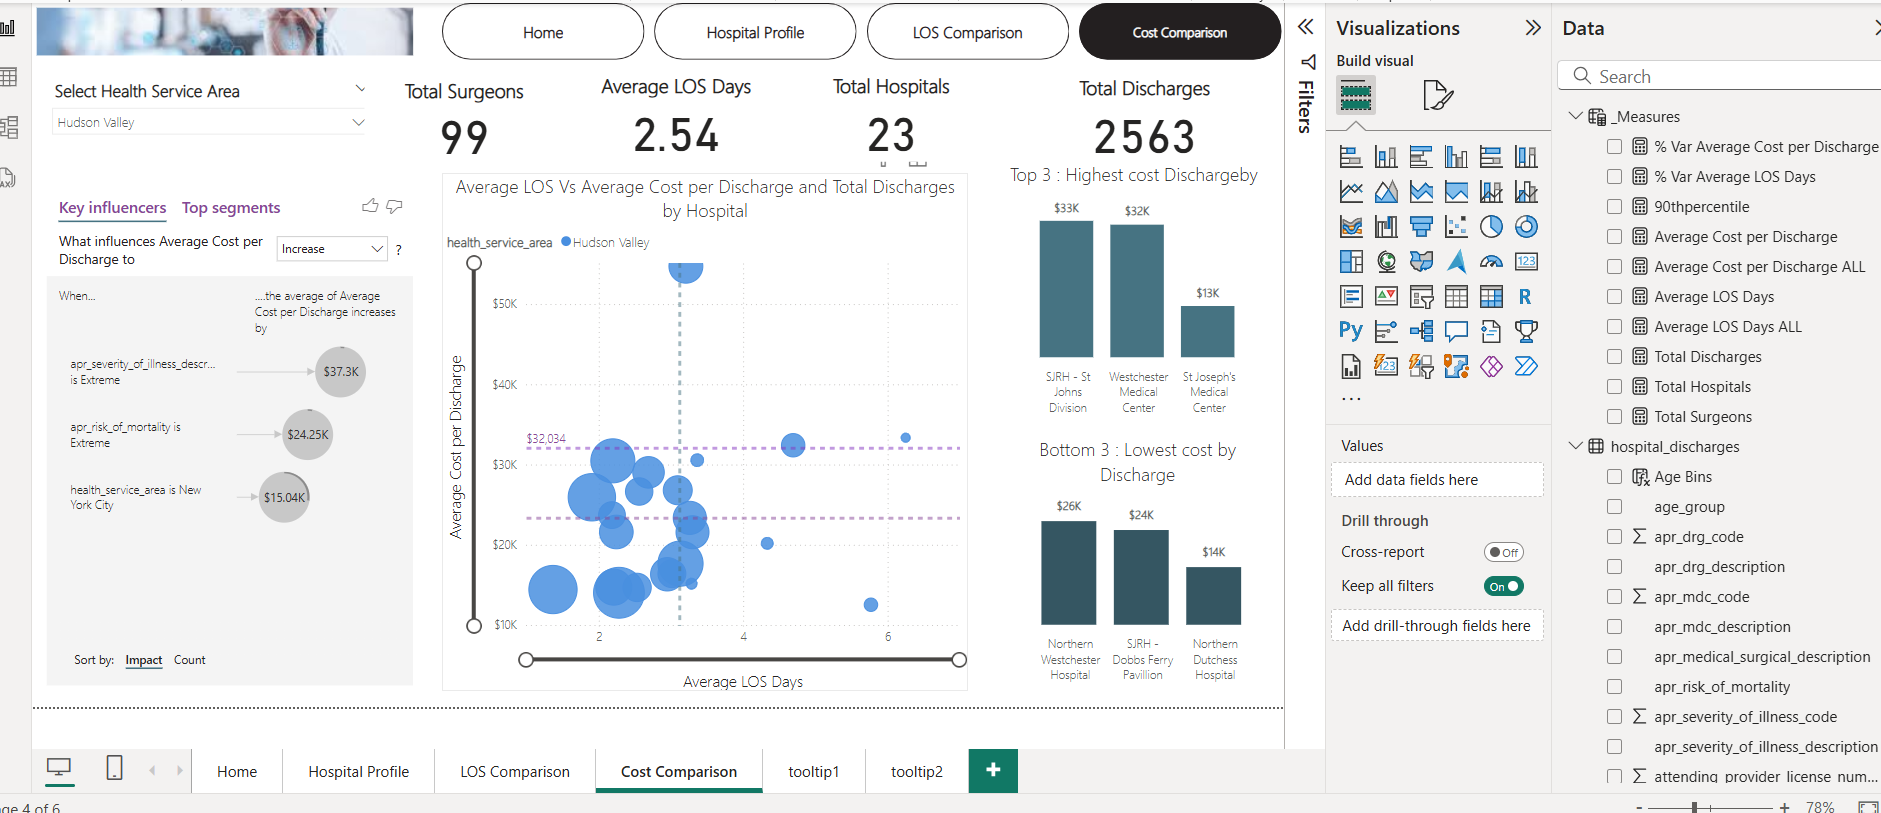 Home
Hospital Profile
LOS Comparison
Cost Comparison
Select Health Service Area
Hudson Valley
Total Surgeons
99
Average LOS Days
2.54
Total Hospitals
23
Total Discharges
2563
Key influencers
Top segments
What influences Average Cost per
Discharge to
Increase
?
When...
....the average of Average
Cost per Discharge increases
by
apr_severity_of_illness_descr...
is Extreme
$37.3K
apr_risk_of_mortality is
Extreme
$24.25K
health_service_area is New
York City
$15.04K
Sort by:
Impact
Count
Average LOS Vs Average Cost per Discharge and Total Discharges
by Hospital
health_service_area
Hudson Valley
Average Cost per Discharge
$50K
$40K
$32,034
$30K
$20K
$10K
2
4
6
Average LOS Days
Top 3 : Highest cost Dischargeby
$33K
$32K
$13K
SJRH - St
Johns
Division
Westchester
Medical
Center
St Joseph's
Medical
Center
Bottom 3 : Lowest cost by
Discharge
$26K
$24K
$14K
Northern
Westchester
Hospital
SJRH -
Dobbs Ferry
Pavilion
Northern
Dutchess
Hospital
Filters
Visualizations
Build visual
123
R
Py
123
...
Values
Add data fields here
Drill through
Cross-report
Off
Keep all filters
On
Add drill-through fields here
Data
Search
_Measures
% Var Average Cost per Discharge
% Var Average LOS Days
90thpercentile
Average Cost per Discharge
Average Cost per Discharge ALL
Average LOS Days
Average LOS Days ALL
Total Discharges
Total Hospitals
Total Surgeons
hospital_discharges
Age Bins
age_group
apr_drg_code
apr_drg_description
apr_mdc_code
apr_mdc_description
apr_medical_surgical_description
apr_risk_of_mortality
apr_severity_of_illness_code
apr_severity_of_illness_description
attending_provider_license_num...
Home
Hospital Profile
LOS Comparison
Cost Comparison
tooltip1
tooltip2
+
age 4 of 6
- + 78%